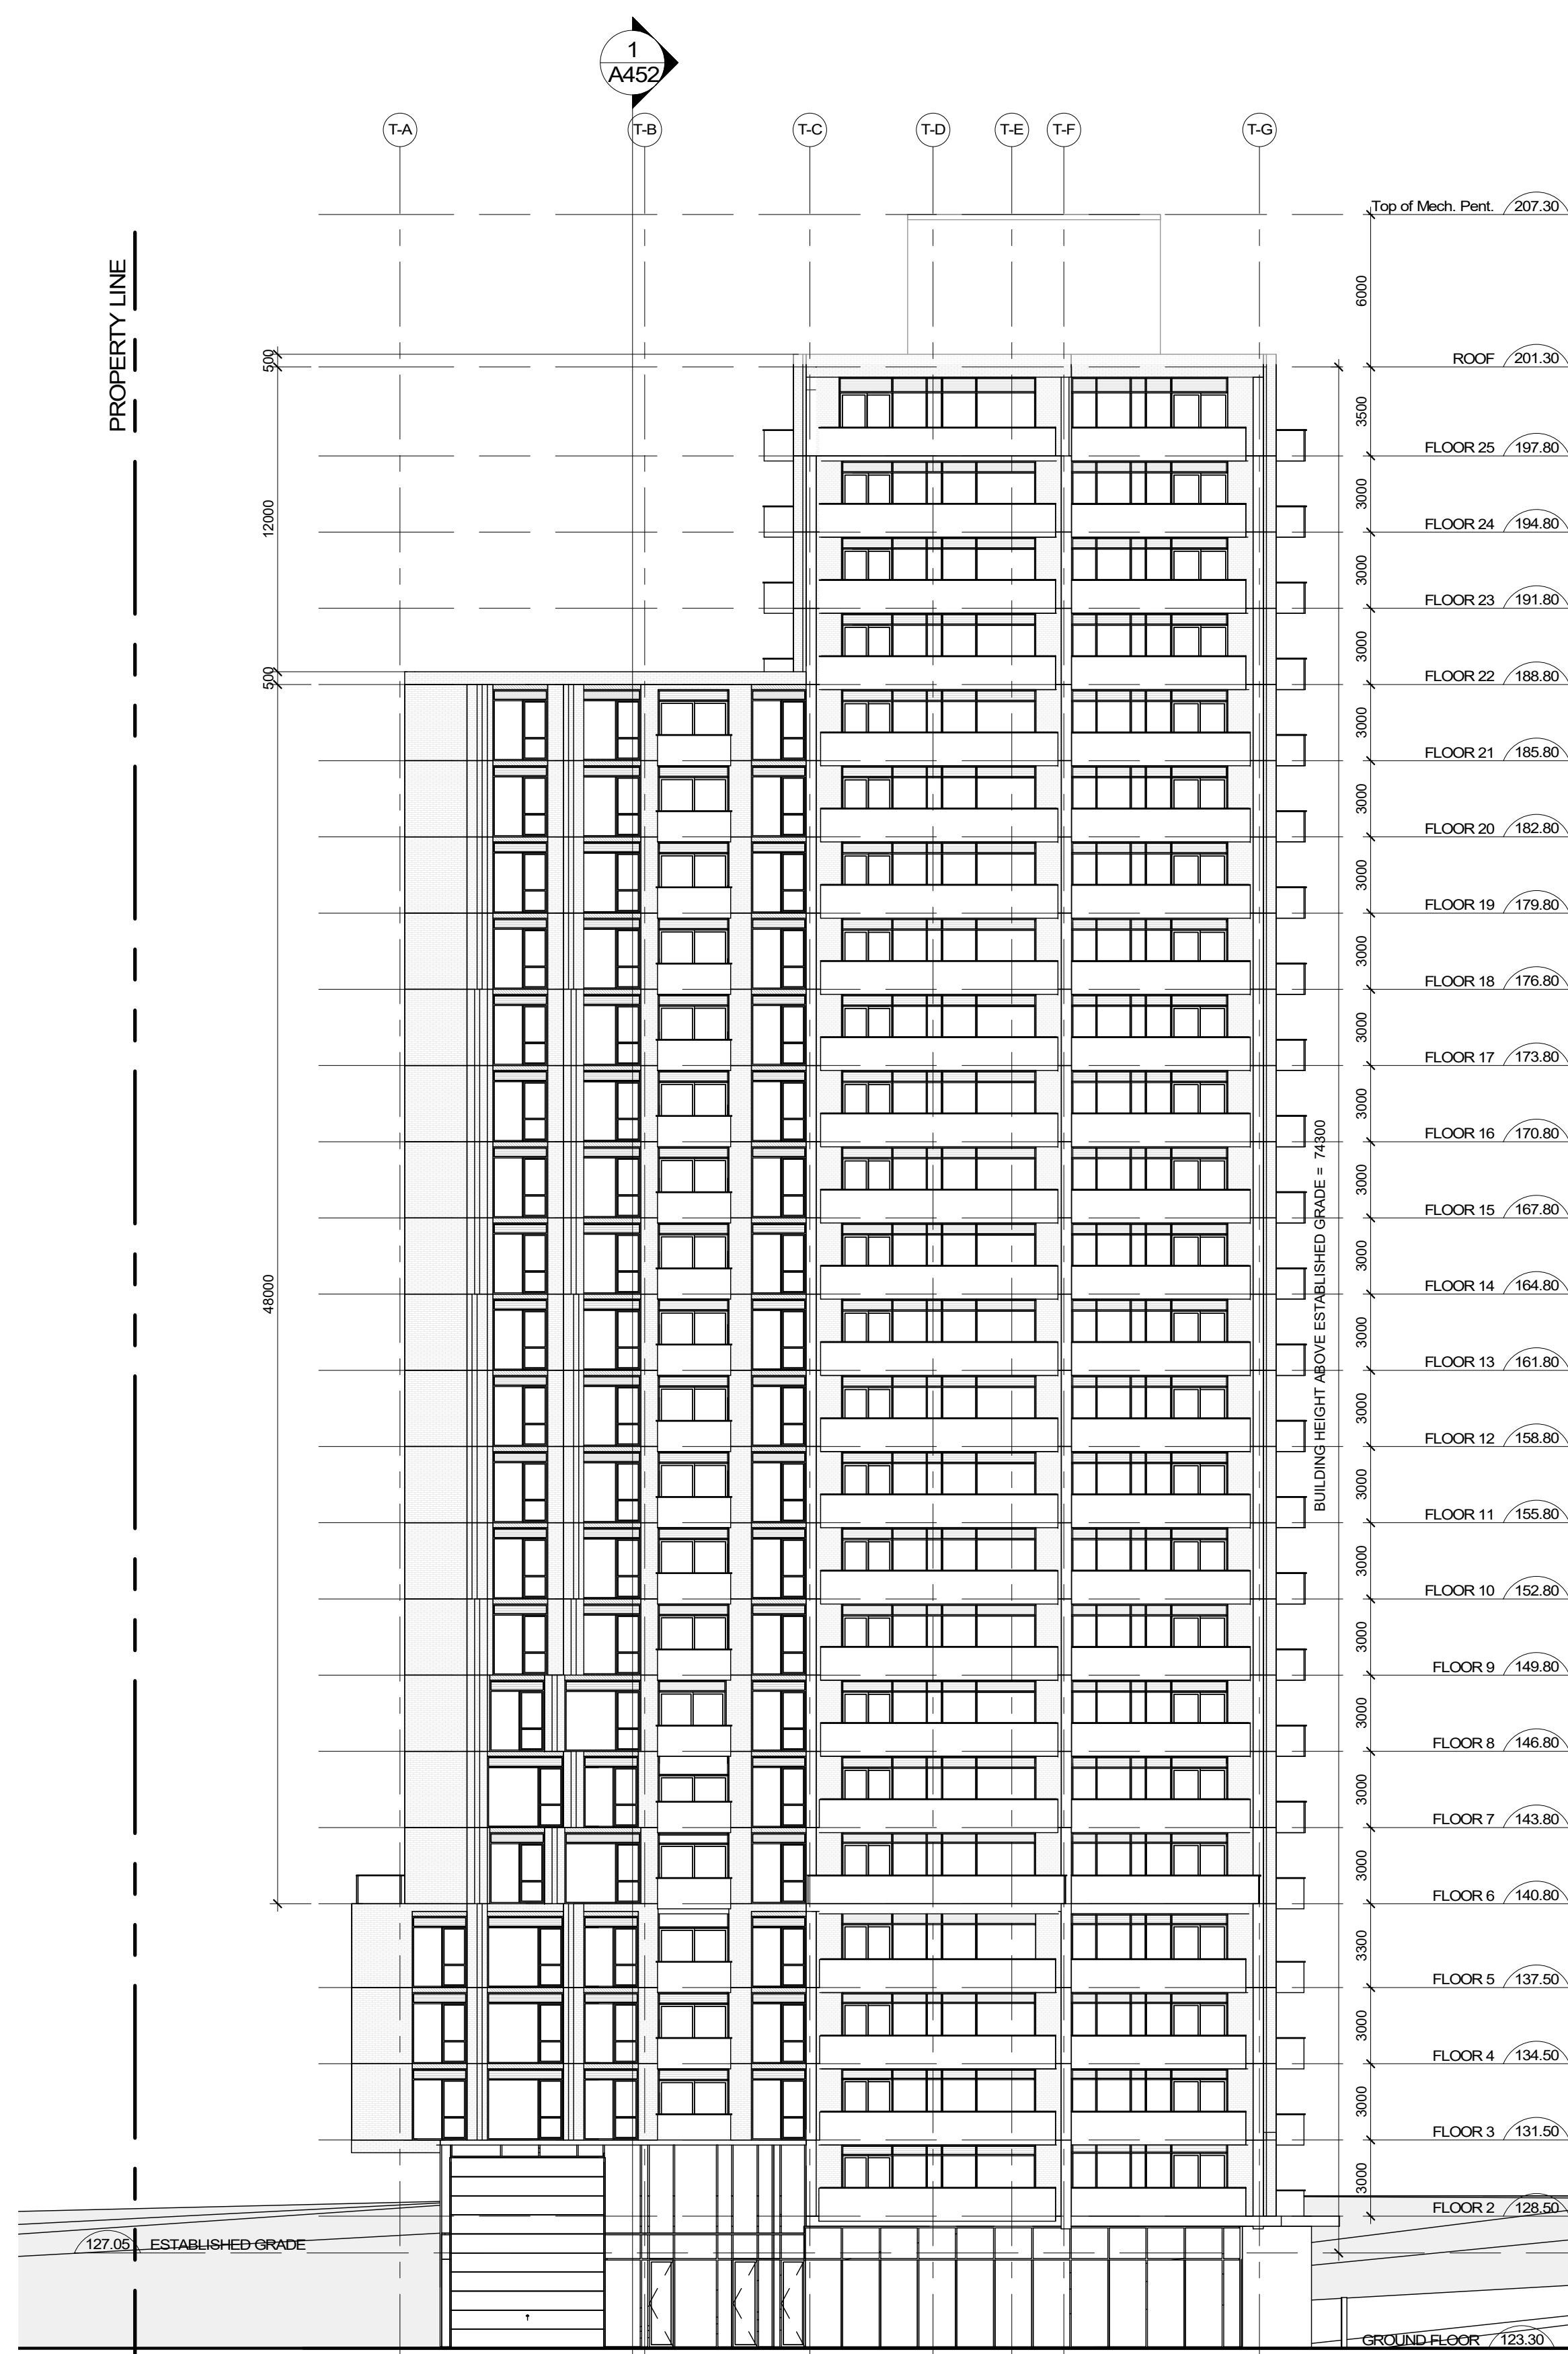 1
A452
T-A
T-B
T-C
T-D
T-E
T-F
T-G
Top of Mech. Pent. 207.30
PROPERTY LINE
6000
500
ROOF 201.30
3500
FLOOR 25 197.80
12000
3000
FLOOR 24 194.80
3000
FLOOR 23 191.80
3000
FLOOR 22 188.80
500
3000
FLOOR 21 185.80
3000
FLOOR 20 182.80
3000
FLOOR 19 179.80
3000
FLOOR 18 176.80
3000
FLOOR 17 173.80
3000
FLOOR 16 170.80
BUILDING HEIGHT ABOVE ESTABLISHED GRADE = 74300
3000
FLOOR 15 167.80
48000
3000
FLOOR 14 164.80
3000
FLOOR 13 161.80
3000
FLOOR 12 158.80
3000
FLOOR 11 155.80
3000
FLOOR 10 152.80
3000
FLOOR 9 149.80
3000
FLOOR 8 146.80
3000
FLOOR 7 143.80
3000
FLOOR 6 140.80
3300
FLOOR 5 137.50
3000
FLOOR 4 134.50
3000
FLOOR 3 131.50
3000
FLOOR 2 128.50
127.05 ESTABLISHED GRADE
GROUND FLOOR 123.30